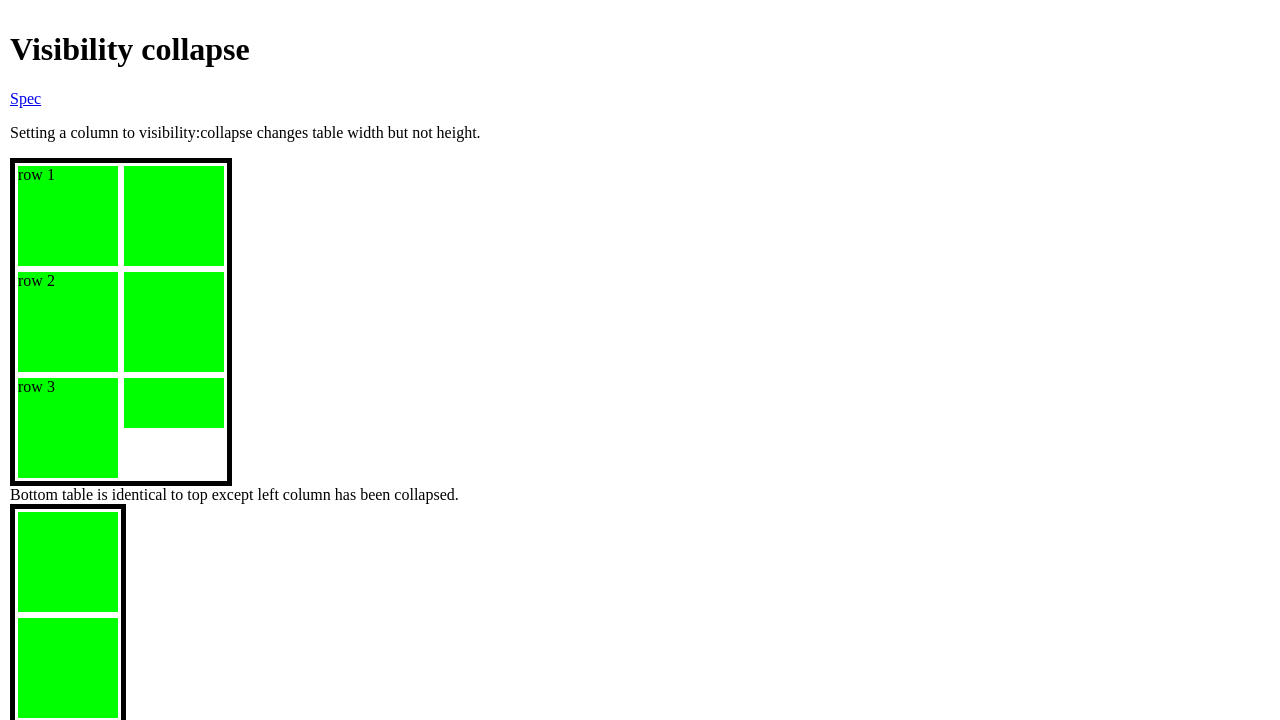 Visibility collapse
Spec
Setting a column to visibility:collapse changes table width but not height.
row 1
row 2
row 3
Bottom table is identical to top except left column has been collapsed.